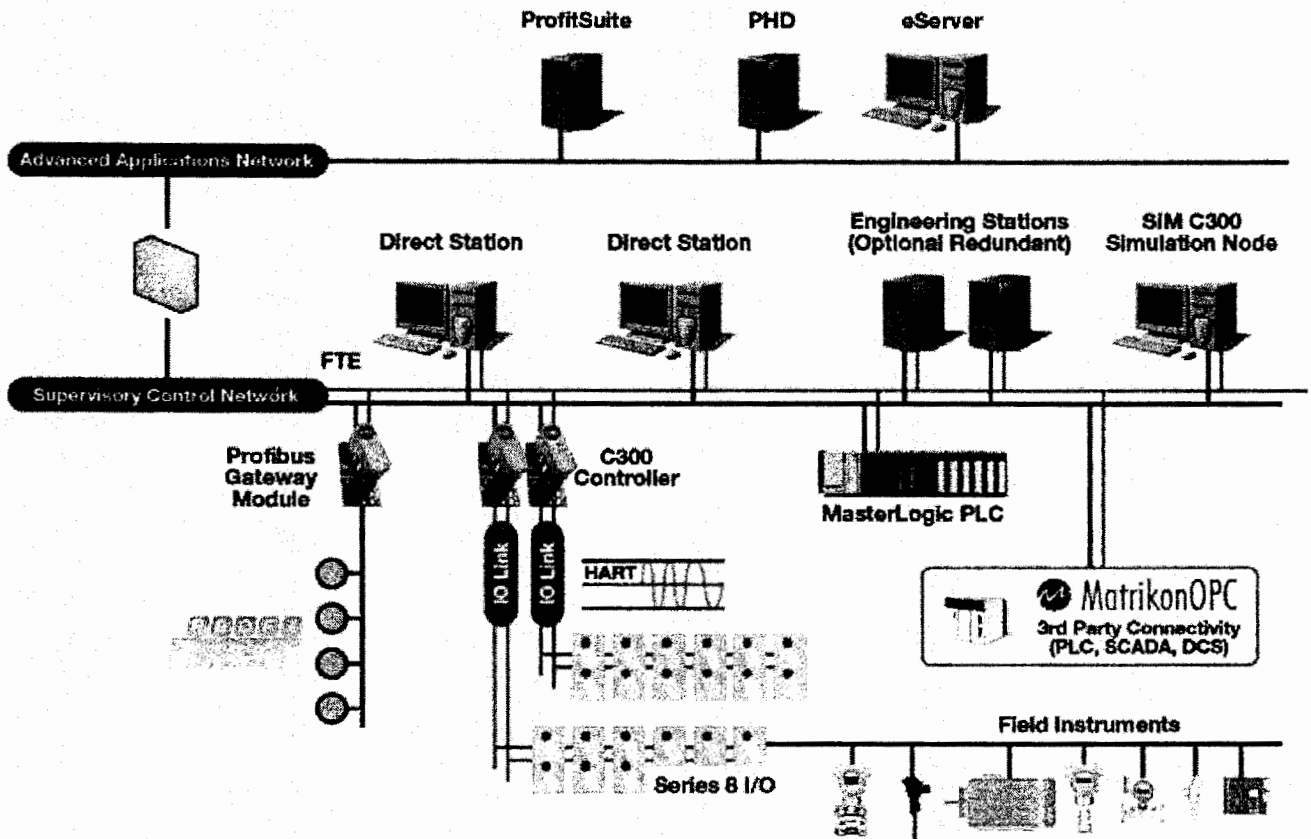 ProfitSuite
PHD
eServer
Advanced Applications Network
Direct Station
Direct Station
Engineering Stations
(Optional Redundant)
SIM C300
Simulation Node
FTE
Supervisory Control Network
Profibus
Gateway
Module
C300
Controller
MasterLogic PLC
IO Link
IO Link
HART
MatrikonOPC
3rd Party Connectivity
(PLC, SCADA, DCS)
Field Instruments
Series 8 I/O